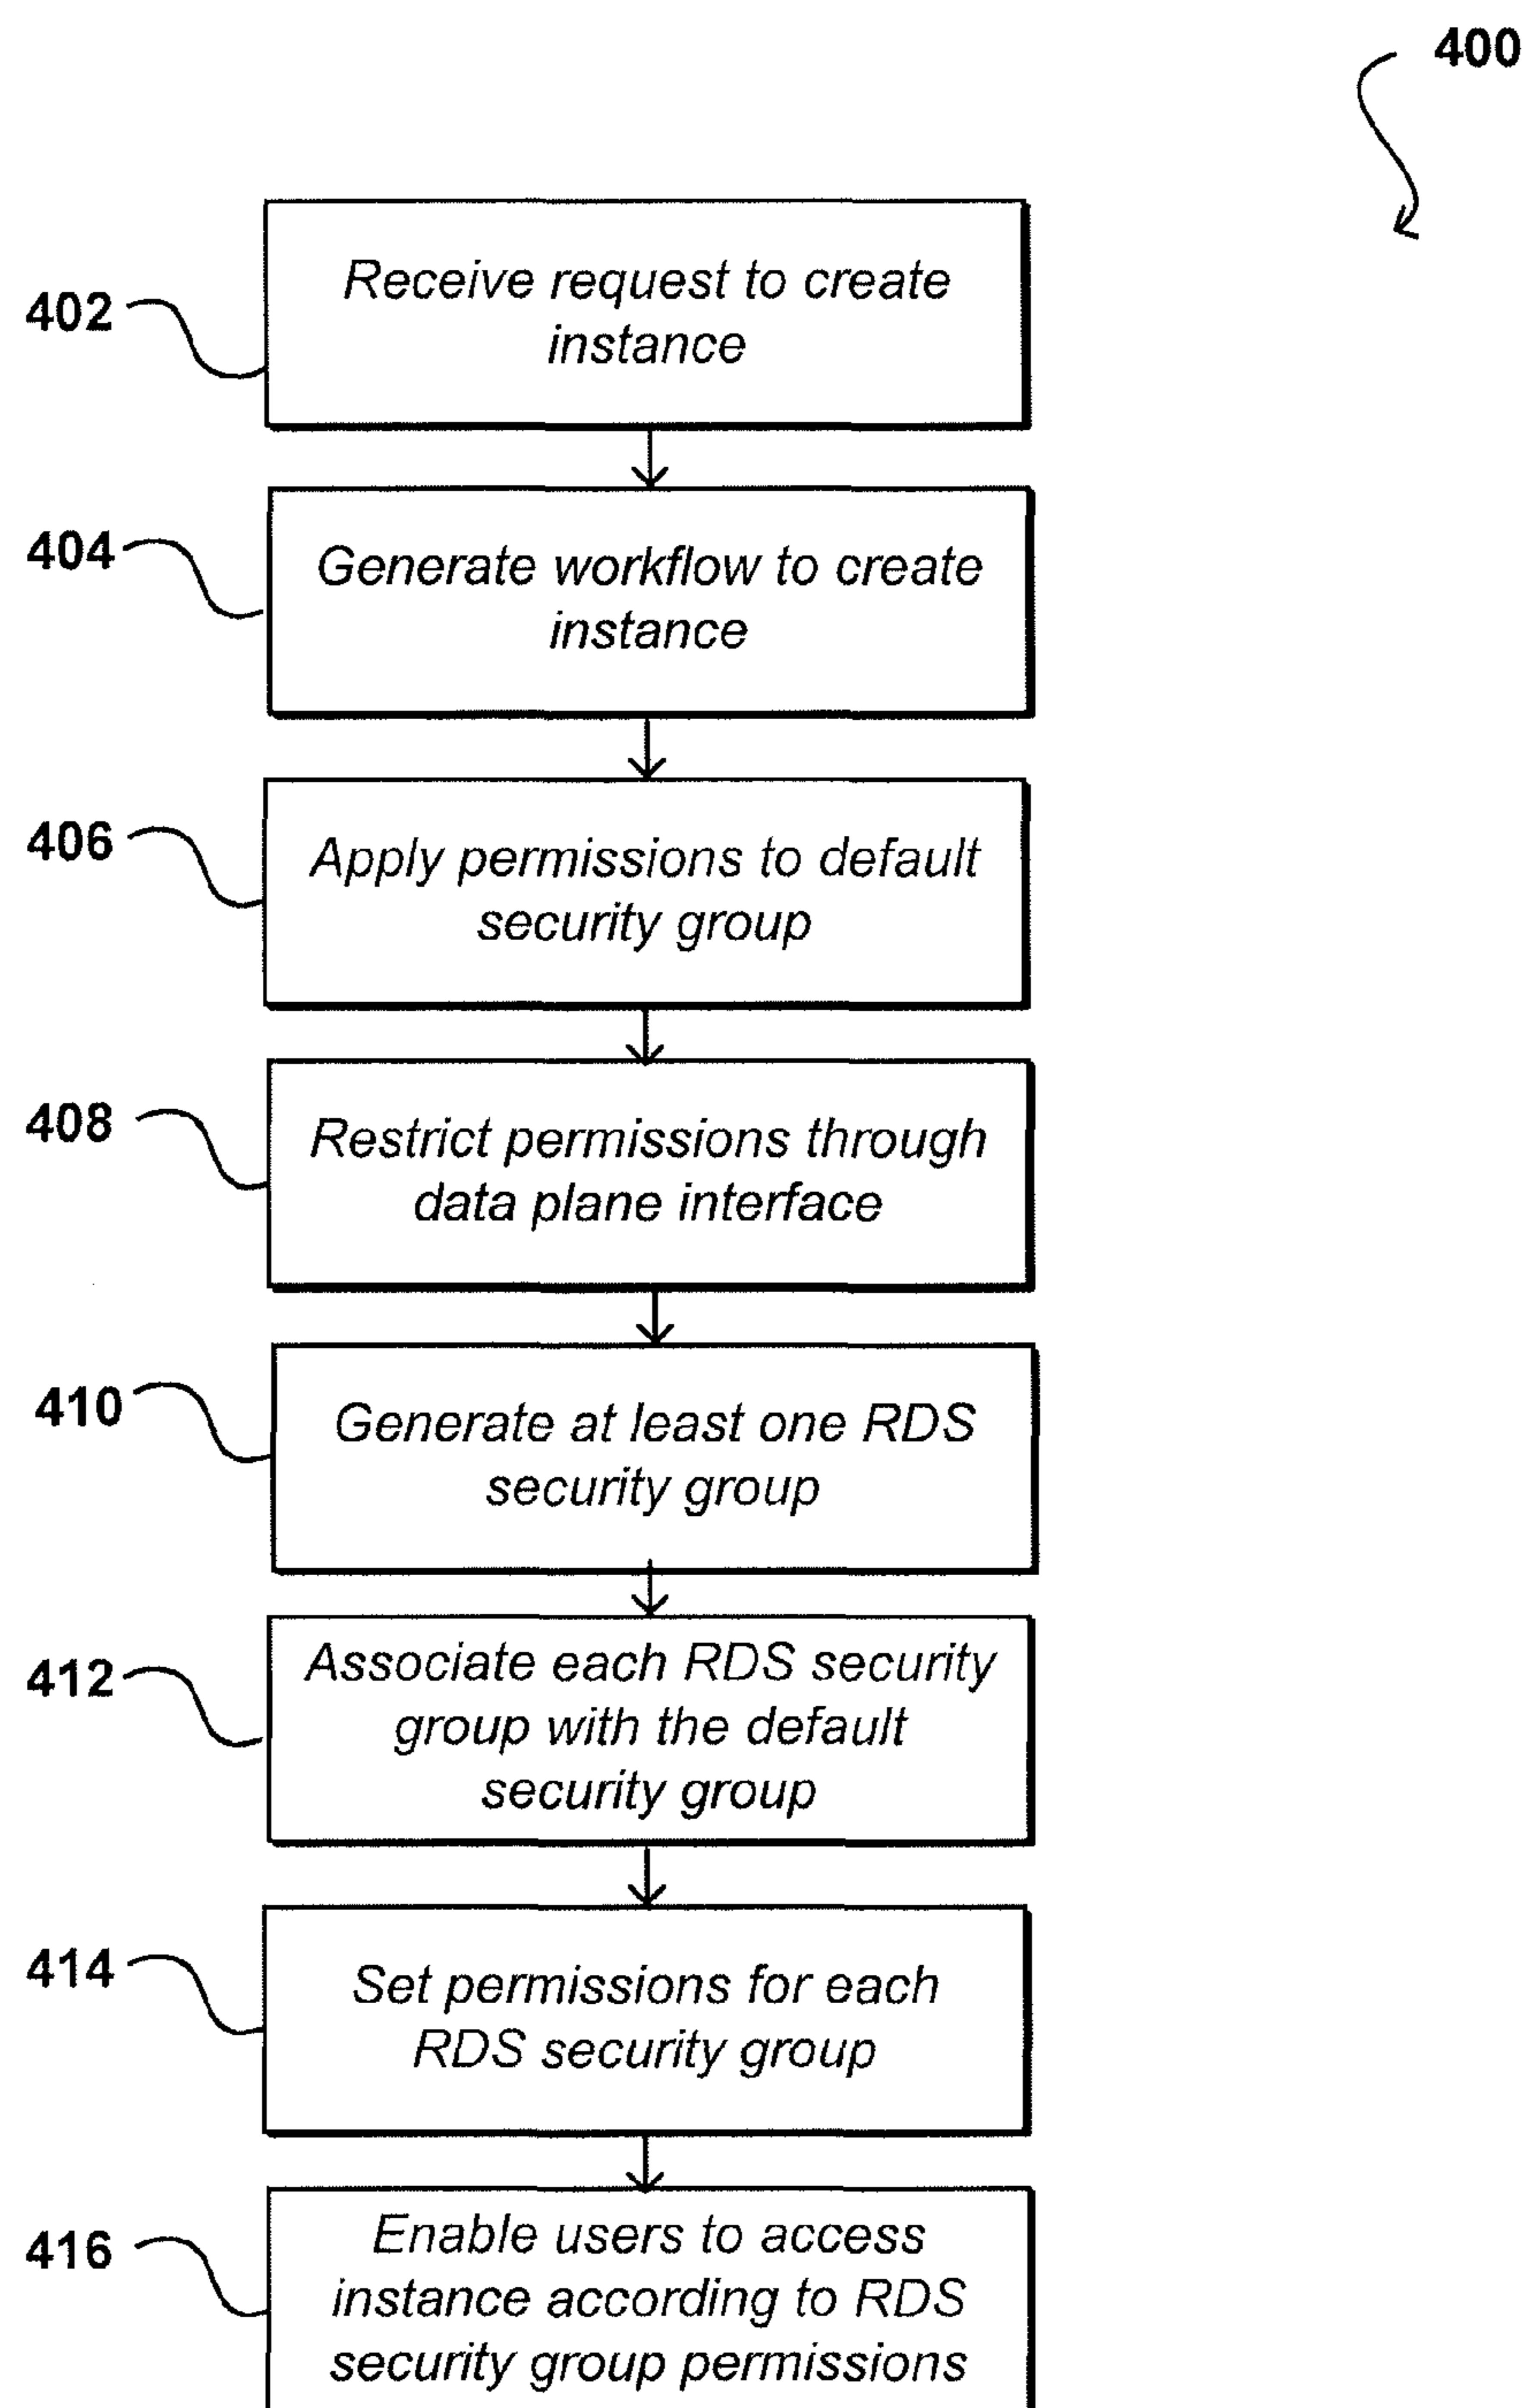 400
402
Receive request to create
instance
404
Generate workflow to create
instance
406
Apply permissions to default
security group
408
Restrict permissions through
data plane interface
410
Generate at least one RDS
security group
412
Associate each RDS security
group with the default
security group
414
Set permissions for each
RDS security group
416
Enable users to access
instance according to RDS
security group permissions